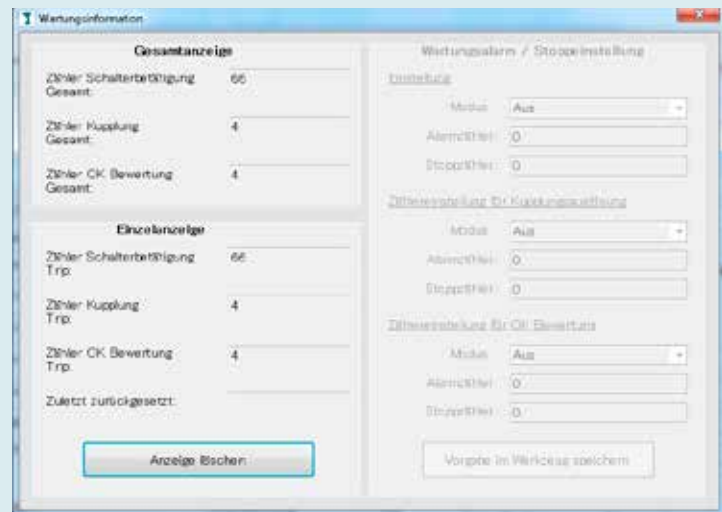 Wartungsinformation
Gesamtanzeige
Zähler Schalterbetätigung
Gesamt:
66
Zähler Kupplung
Gesamt:
4
Zähler OK Bewertung
Gesamt:
4
Einzelanzeige
Zähler Schalterbetätigung
Trip:
66
Zähler Kupplung
Trip:
4
Zähler OK Bewertung
Trip:
4
Zuletzt zurückgesetzt:
Anzeige löschen
Wartungsalarm / Stoppeinstellung
Einstellung
Modus Aus
Alarmzähler: 0
Stoppzähler: 0
Zählereinstellung für Kupplungsauslösung
Modus Aus
Alarmzähler: 0
Stoppzähler: 0
Zählereinstellung für OK Bewertung
Modus Aus
Alarmzähler: 0
Stoppzähler: 0
Vorgabe im Werkzeug speichern